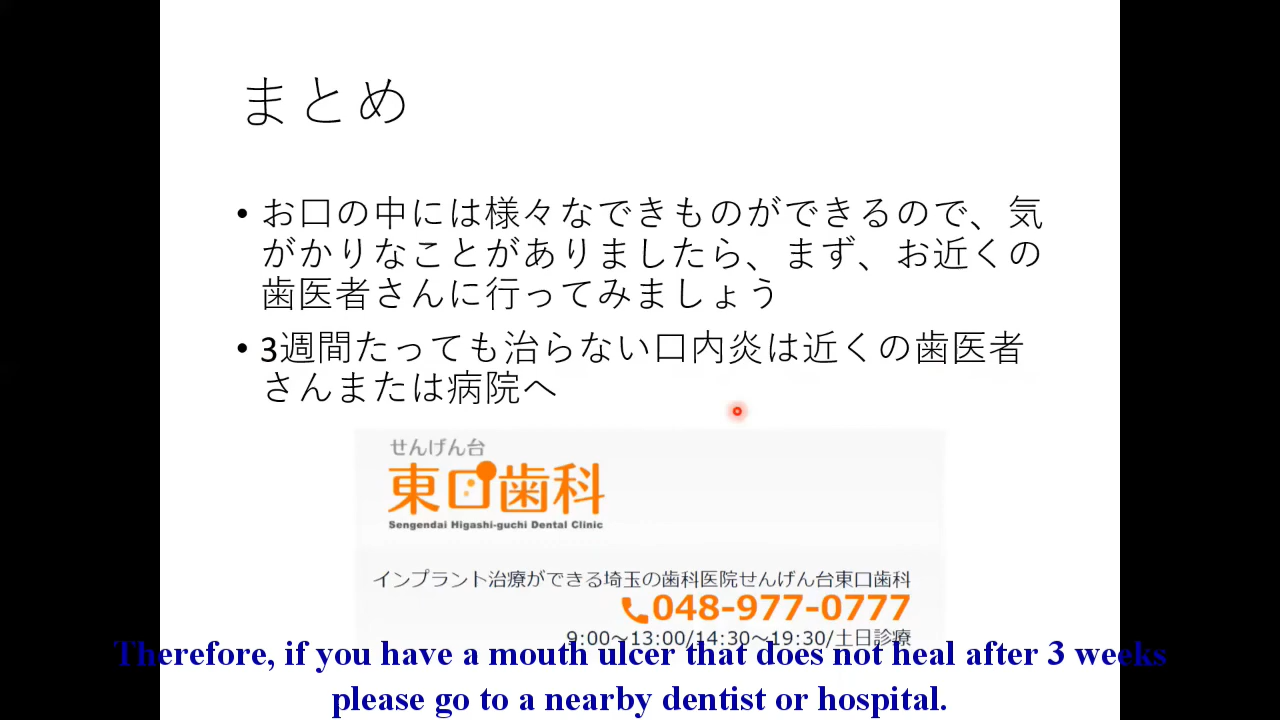 まとめ
• お口の中には様々なできものができるので、気
がかりなことがありましたら、まず、お近くの
歯医者さんに行ってみましょう
• 3週間たっても治らない口内炎は近くの歯医者
さんまたは病院へ
せんげん台
東口歯科
Sengendai Higashi-guchi Dental Clinic
インプラント治療ができる埼玉の歯科医院せんげん台東口歯科
048-977-0777
9:00～13:00/14:30～19:30/土日診療
Therefore, if you have a mouth ulcer that does not heal after 3 weeks
please go to a nearby dentist or hospital.